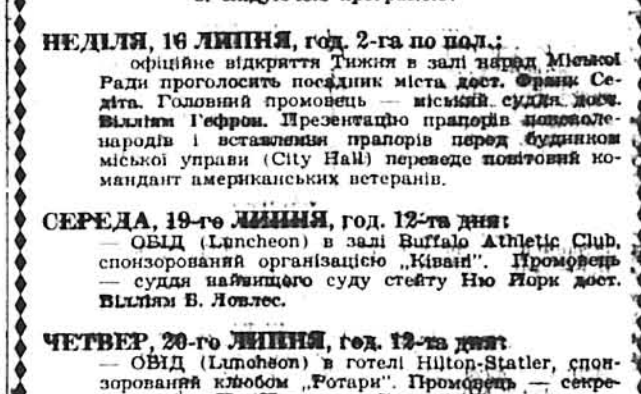 НЕДІЛЯ, 16 ЛИПНЯ, год. 2-га по пол.:
офіційне відкриття Тижня в залі нарад Міської
Ради проголосить посадник міста дост. Франк Се-
діта. Головний промовець — міський суддя дост.
Вілліям Гефрон. Презентацію прапорів поневоле-
народів і вставлення прапорів перед будинком
міської управи (City Hall) переведе повітовий ко-
мандант американських ветеранів.
СЕРЕДА, 19-го ЛИПНЯ, год. 12-та дня:
— ОБІД (Luncheon) в залі Buffalo Athletic Club,
спонзорований організацією „Ківані". Промовець
— суддя найвищого суду стейту Ню Йорк дост.
Вілліям Б. Ловлес.
ЧЕТВЕР, 20-го ЛИПНЯ, год. 12-та дня:
— ОБІД (Luncheon) в готелі Hilton-Statler, спон-
зорований клюбом „Ротари". Промовець — секре-